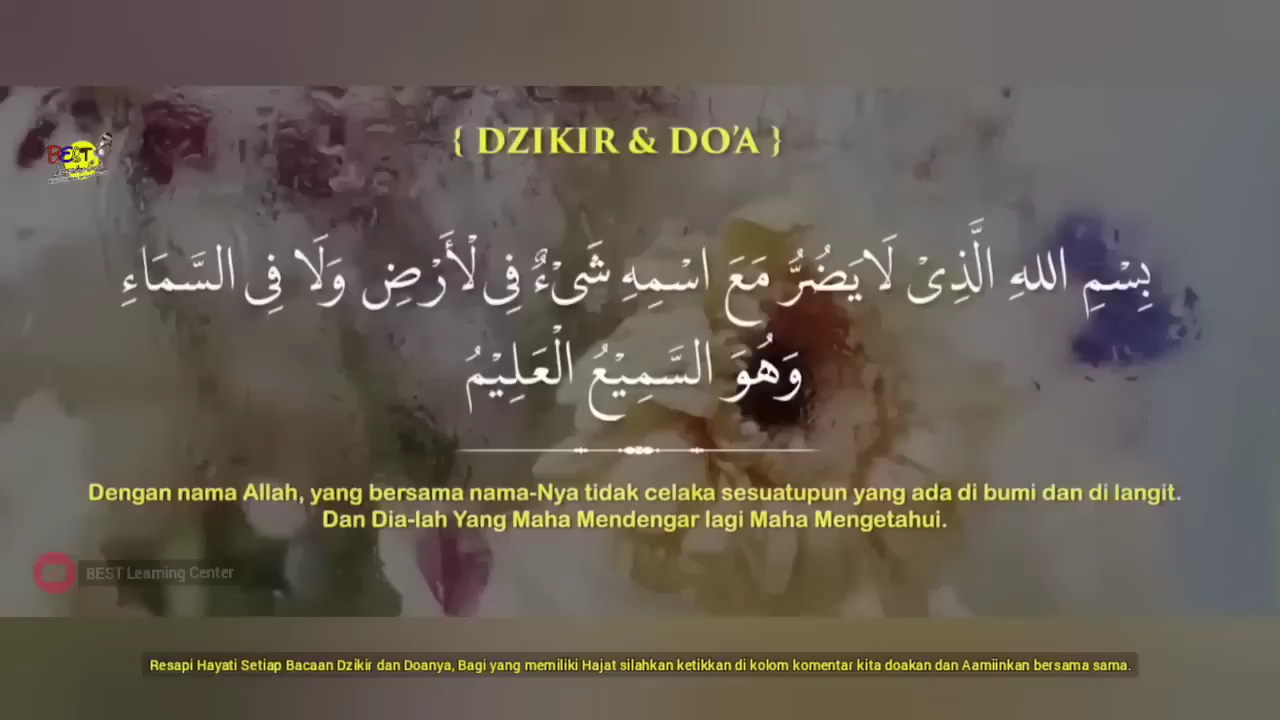 { DZIKIR & DO'A }
BEST
بِسْمِ اللهِ الَّذِىْ لَا يَضُرُّ مَعَ اسْمِهِ شَىْءٌ فِى لْأَرْضِ وَلَا فِى السَّمَاءِ
وَهُوَ السَّمِيْعُ الْعَلِيْمُ
Dengan nama Allah, yang bersama nama-Nya tidak celaka sesuatupun yang ada di bumi dan di langit.
Dan Dia-lah Yang Maha Mendengar lagi Maha Mengetahui.
BEST Learning Center
Resapi Hayati Setiap Bacaan Dzikir dan Doanya, Bagi yang memiliki Hajat silahkan ketikkan di kolom komentar kita doakan dan Aamiinkan bersama sama.